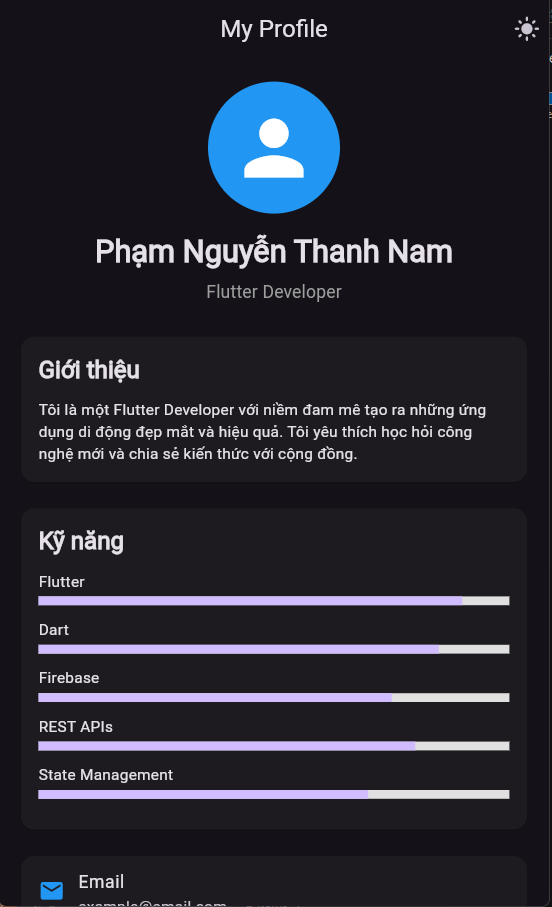 My Profile
Phạm Nguyễn Thanh Nam
Flutter Developer
Giới thiệu
Tôi là một Flutter Developer với niềm đam mê tạo ra những ứng
dụng di động đẹp mắt và hiệu quả. Tôi yêu thích học hỏi công
nghệ mới và chia sẻ kiến thức với cộng đồng.
Kỹ năng
Flutter
Dart
Firebase
REST APIs
State Management
Email
example@email.com